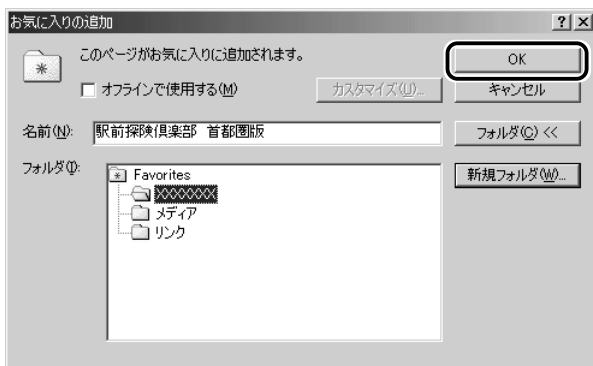 お気に入りの追加
このページがお気に入りに追加されます。
オフラインで使用する(M)
カスタマイズ(U)...
OK
キャンセル
名前(N):
駅前探険倶楽部 首都圏版
フォルダ(C) <<
フォルダ(I):
Favorites
XXXXXXX
メディア
リンク
新規フォルダ(W)...